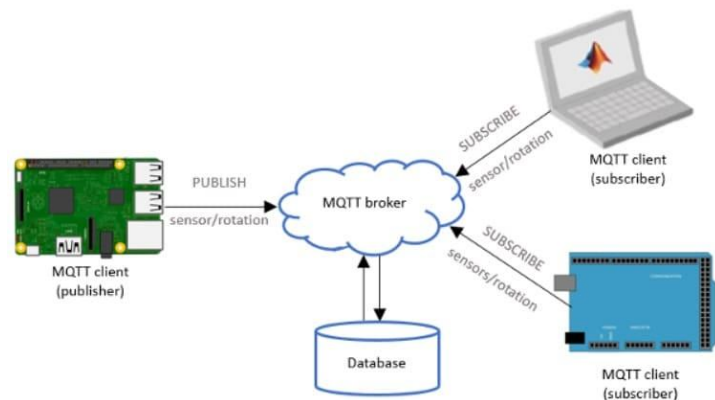 PUBLISH
sensor/rotation
MQTT client
(publisher)
MQTT broker
Database
SUBSCRIBE
sensor/rotation
MQTT client
(subscriber)
SUBSCRIBE
sensors/rotation
MQTT client
(subscriber)